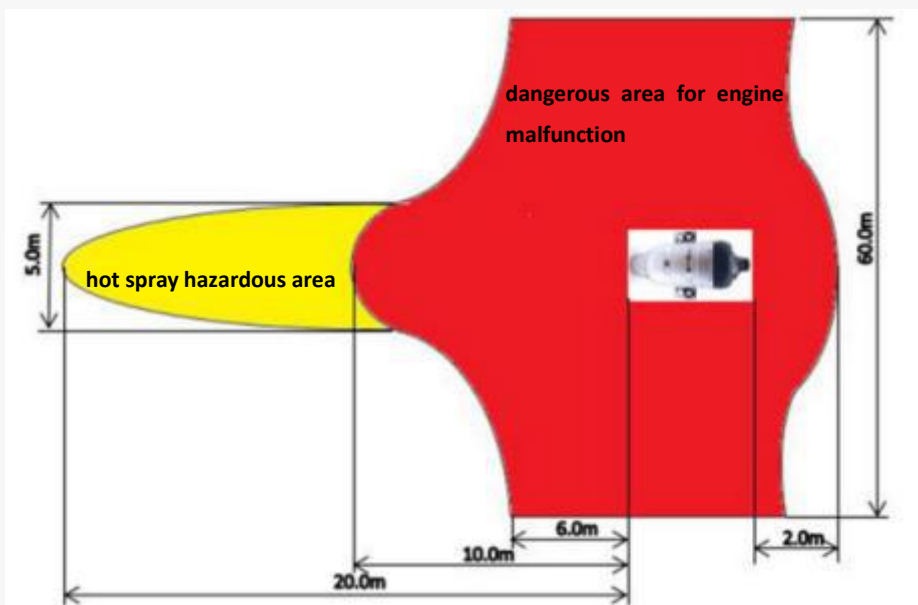 dangerous area for engine
malfunction
5.0m
hot spray hazardous area
60.0m
6.0m
2.0m
10.0m
20.0m